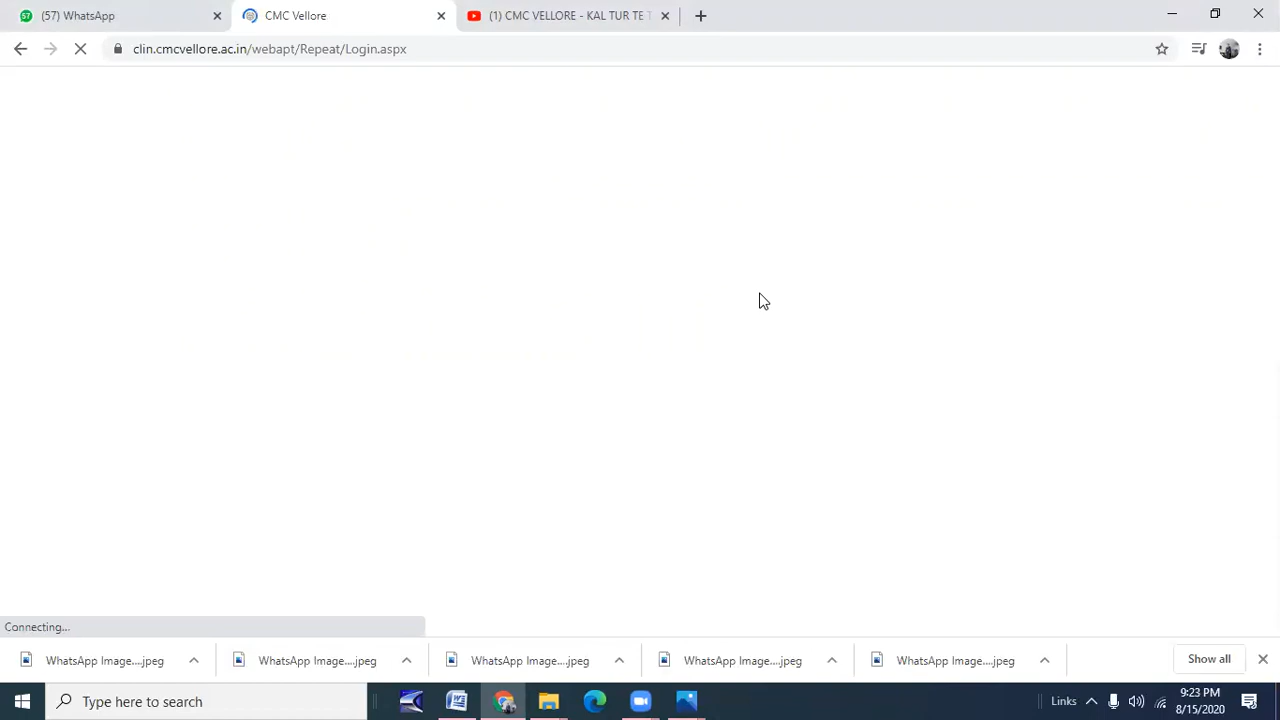 57
(57) WhatsApp
CMC Vellore
(1) CMC VELLORE - KAL TUR TE T
clin.cmcvellore.ac.in/webapt/Repeat/Login.aspx
Connecting...
WhatsApp Image....jpeg
WhatsApp Image....jpeg
WhatsApp Image....jpeg
WhatsApp Image....jpeg
WhatsApp Image....jpeg
Show all
Type here to search
Links
9:23 PM
8/15/2020